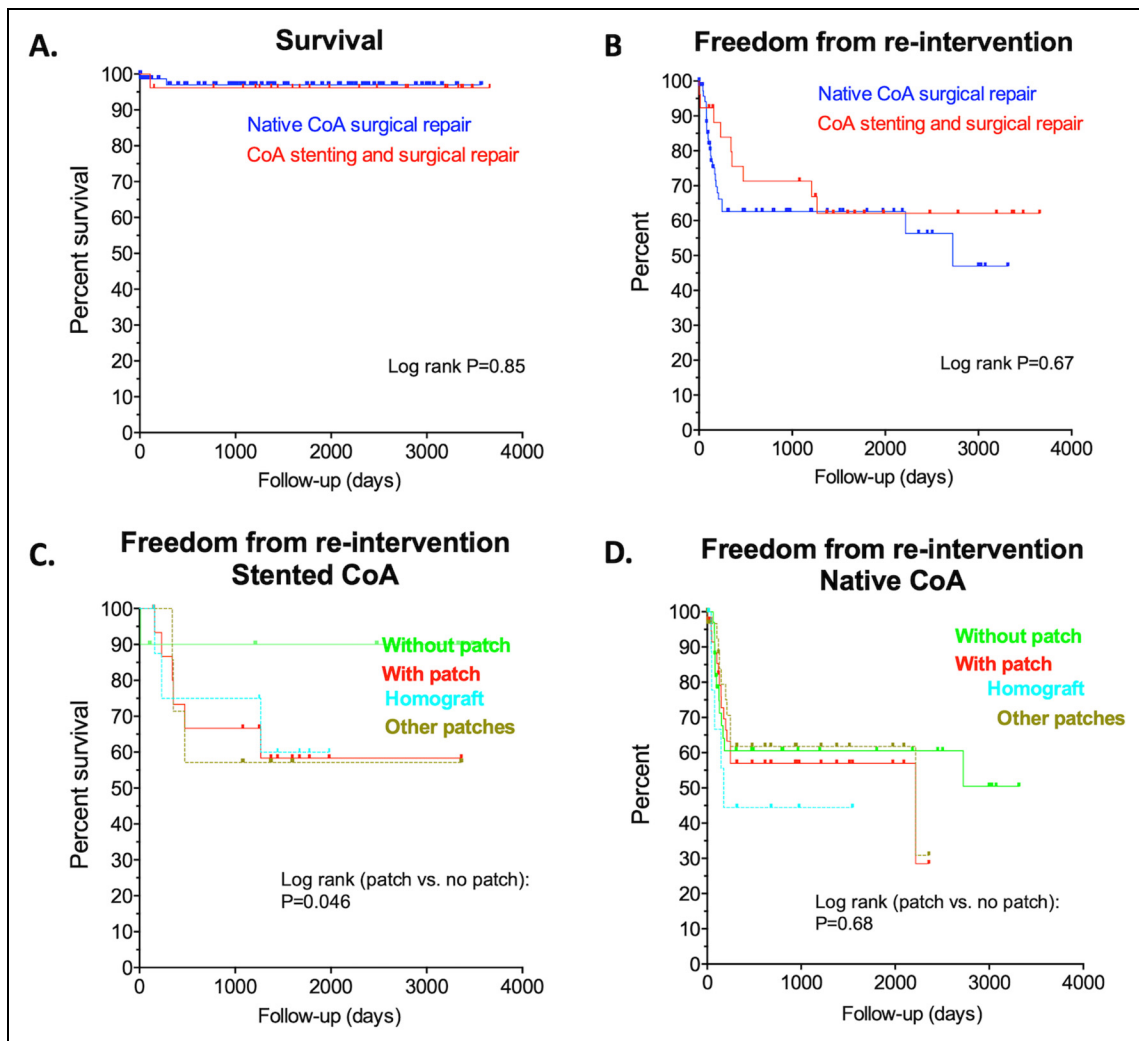 A.
Survival
100
90
80
70
60
50
40
30
20
10
0
Percent survival
Native CoA surgical repair
CoA stenting and surgical repair
Log rank P=0.85
0 1000 2000 3000 4000
Follow-up (days)
B
Freedom from re-intervention
100
90
80
70
60
50
40
30
20
10
0
Percent
Native CoA surgical repair
CoA stenting and surgical repair
Log rank P=0.67
0 1000 2000 3000 4000
Follow-up (days)
C.
Freedom from re-intervention
Stented CoA
100
90
80
70
60
50
40
30
20
10
0
Percent survival
Without patch
With patch
Homograft
Other patches
Log rank (patch vs. no patch):
P=0.046
0 1000 2000 3000 4000
Follow-up (days)
D.
Freedom from re-intervention
Native CoA
100
90
80
70
60
50
40
30
20
10
0
Percent
Without patch
With patch
Homograft
Other patches
Log rank (patch vs. no patch):
P=0.68
0 1000 2000 3000 4000
Follow-up (days)